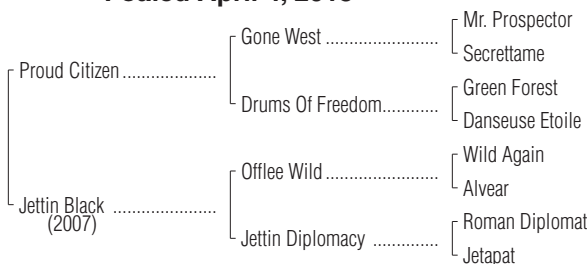 Foaled April 4, 2013
Mr. Prospector
Gone West
Secrettame
Proud Citizen
Green Forest
Drums Of Freedom
Danseuse Etoile
Wild Again
Offlee Wild
Alvear
Jettin Black
(2007)
Roman Diplomat
Jettin Diplomacy
Jetapat